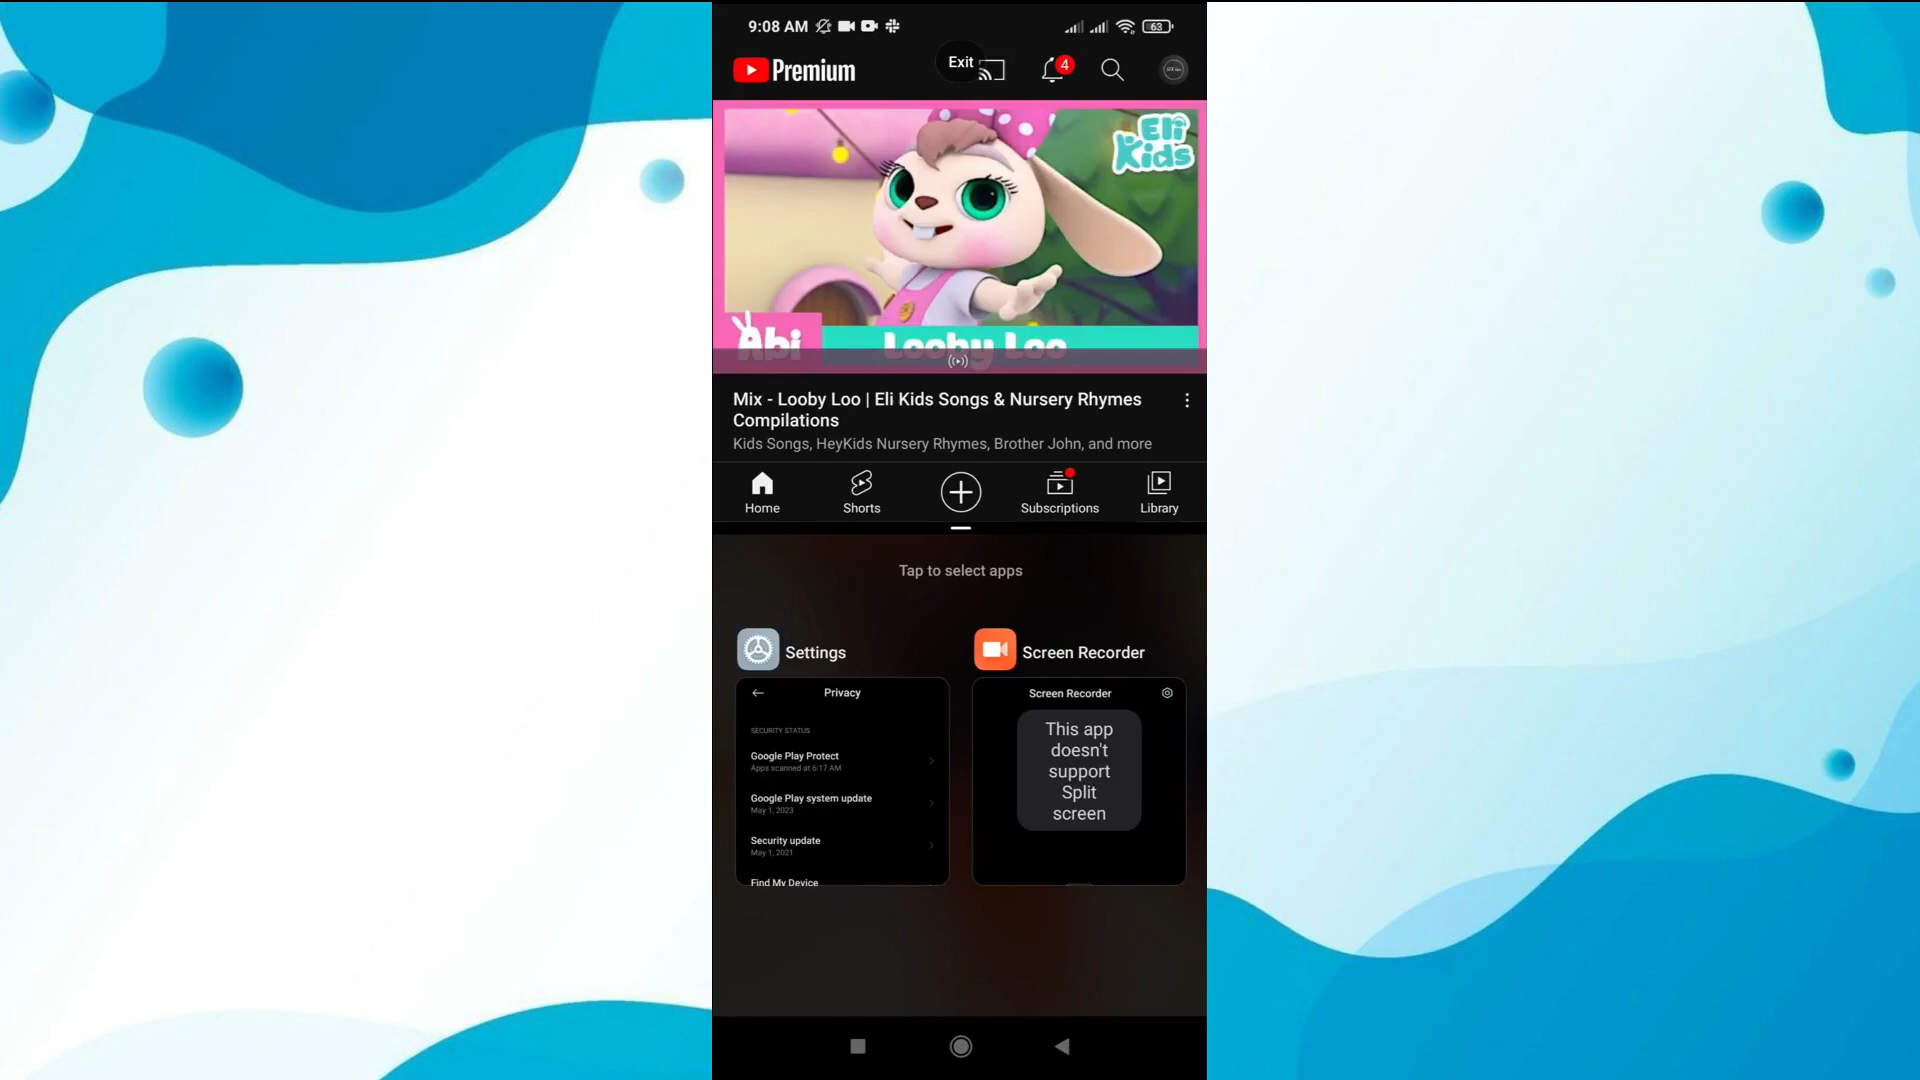 9:08 AM
63
Premium
Exit
4
Eli
Kids
Abi
Looby Loo
Mix - Looby Loo | Eli Kids Songs & Nursery Rhymes
Compilations
Kids Songs, HeyKids Nursery Rhymes, Brother John, and more
Home
Shorts
Subscriptions
Library
Tap to select apps
Settings
Screen Recorder
Privacy
SECURITY STATUS
Google Play Protect
Apps scanned at 6:17 AM
Google Play system update
May 1, 2023
Security update
May 1, 2021
Find My Device
Screen Recorder
This app
doesn't
support
Split
screen